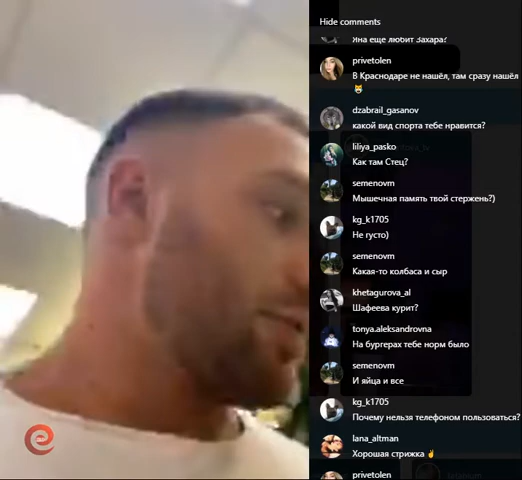 Hide comments
Яна еще любит Захара?
privetolen
В Краснодаре не нашёл, там сразу нашёл
😹
dzabrail_gasanov
какой вид спорта тебе нравится?
liliya_pasko
Как там Стец?
semenovm
Мышечная память твой стержень?)
kg_k1705
Не густо)
semenovm
Какая-то колбаса и сыр
khetagurova_al
Шафеева курит?
tonya.aleksandrovna
На бургерах тебе норм было
semenovm
И яйца и все
kg_k1705
Почему нельзя телефоном пользоваться?
lana_altman
Хорошая стрижка ✌
privetolen